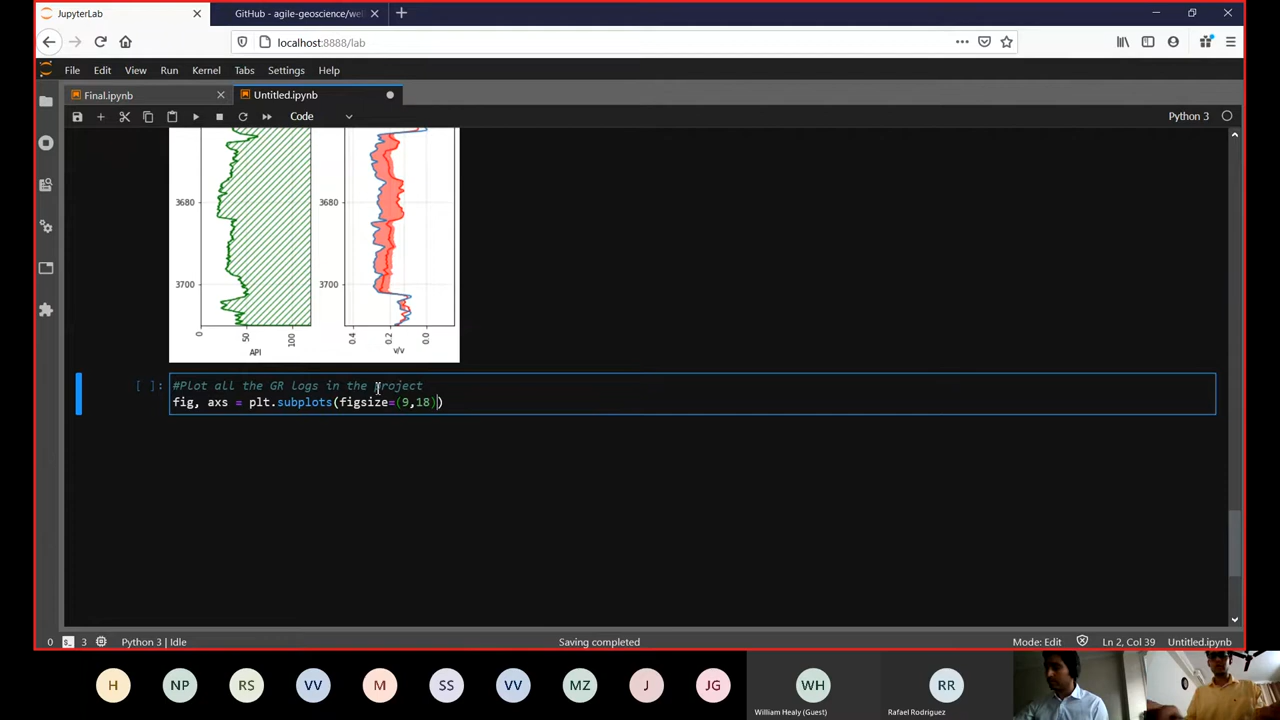 JupyterLab
GitHub - agile-geoscience/wel
localhost:8888/lab
File Edit View Run Kernel Tabs Settings Help
Final.ipynb
Untitled.ipynb
Code
Python 3
3680
3680
3700
3700
0 50 100
0.4 0.2 0.0
API
v/v
[ ]: #Plot all the GR Logs in the project
fig, axs = plt.subplots(figsize=(9,18))
0 3 Python 3 | Idle Saving completed Mode: Edit Ln 2, Col 39 Untitled.ipynb
H NP RS VV M SS VV MZ J JG WH RR
William Healy (Guest) Rafael Rodriguez